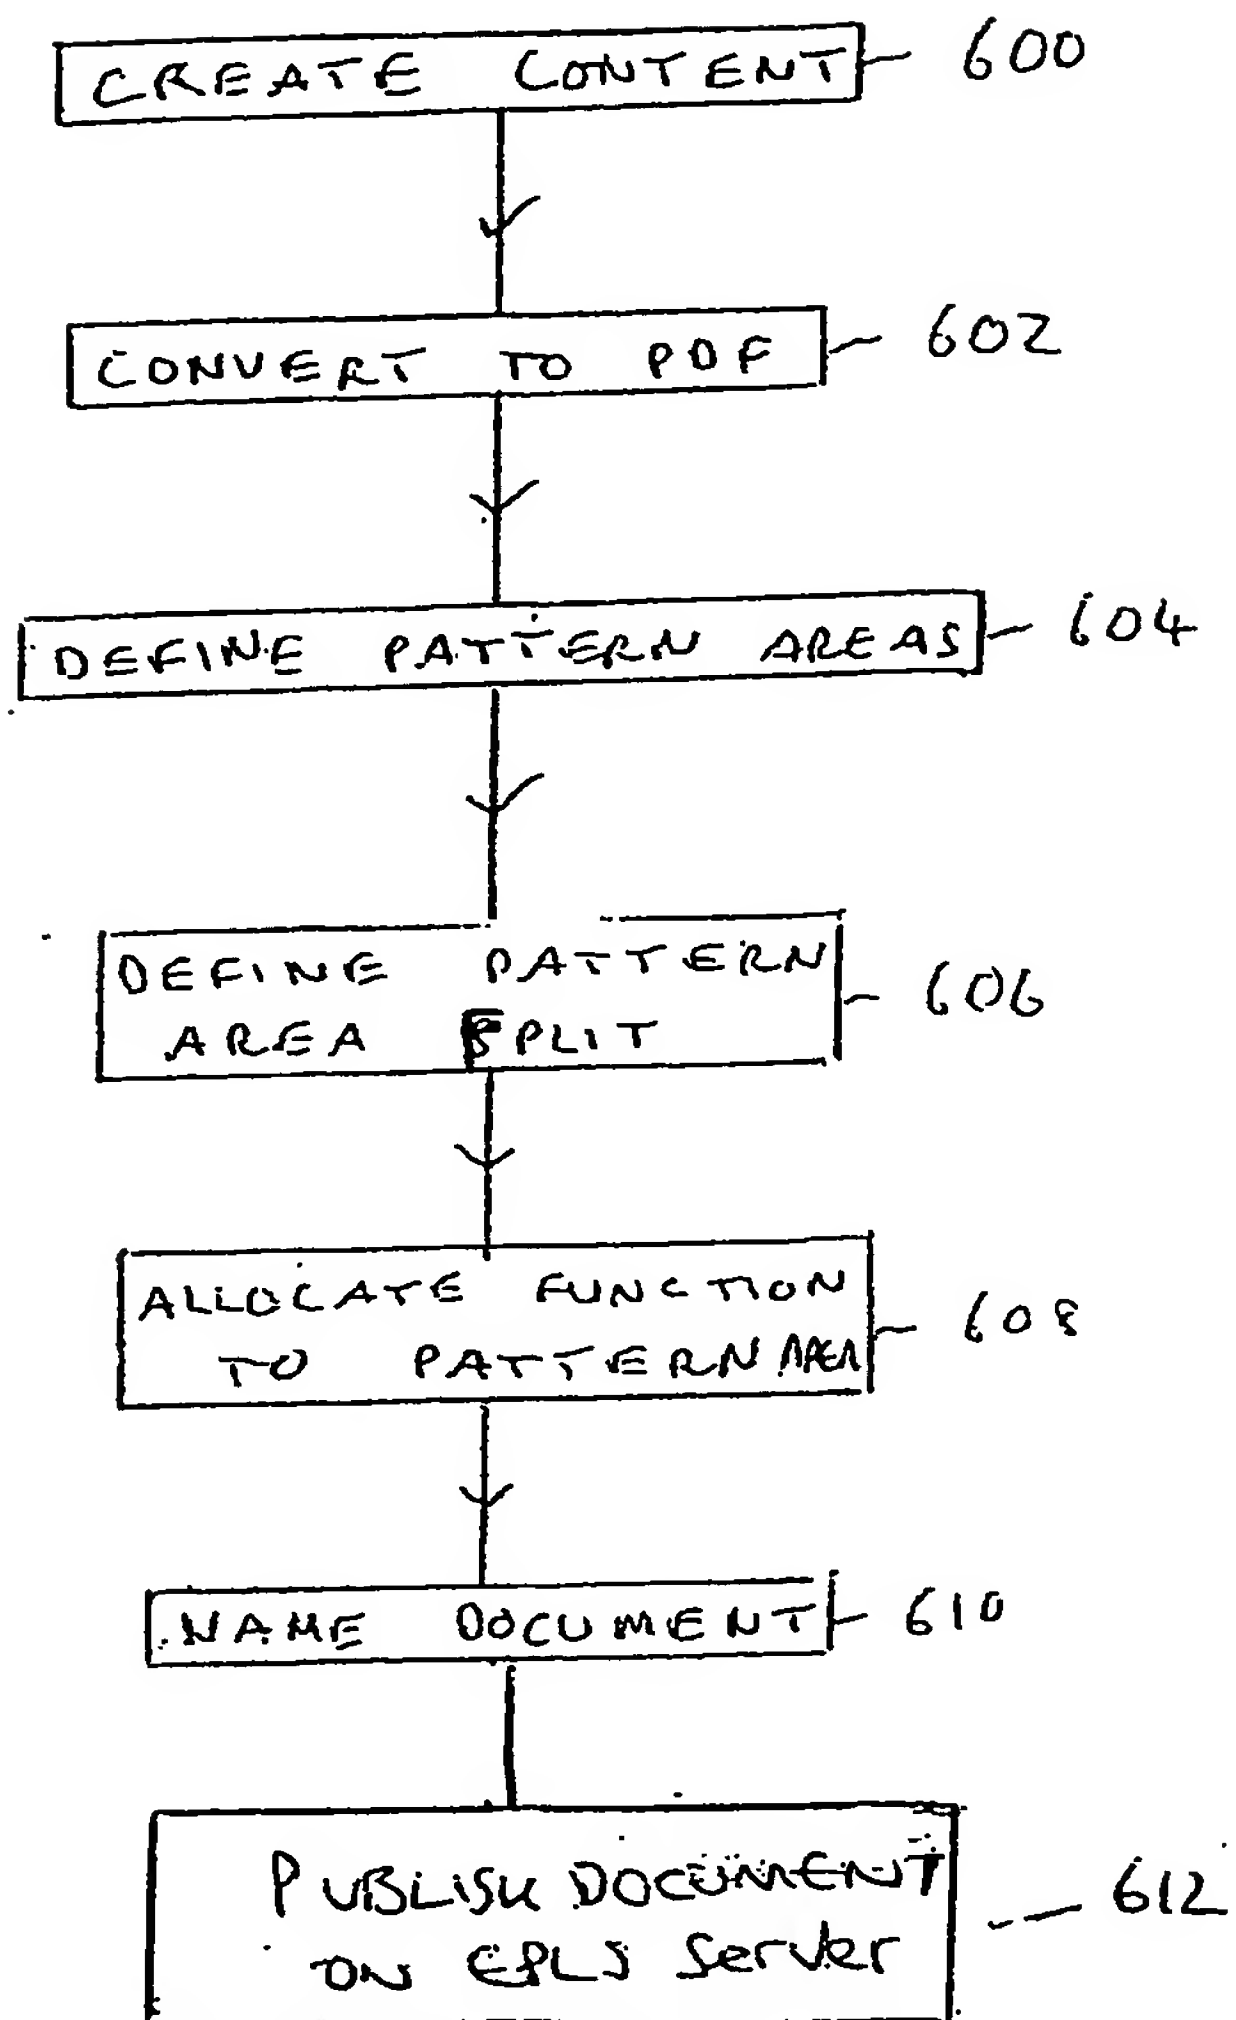 CREATE CONTENT 600
CONVERT TO PDF 602
DEFINE PATTERN AREAS 604
DEFINE PATTERN
AREA SPLIT 606
ALLOCATE FUNCTION
TO PATTERN AREA 608
NAME DOCUMENT 610
PUBLISH DOCUMENT 612
ON EPLS Server